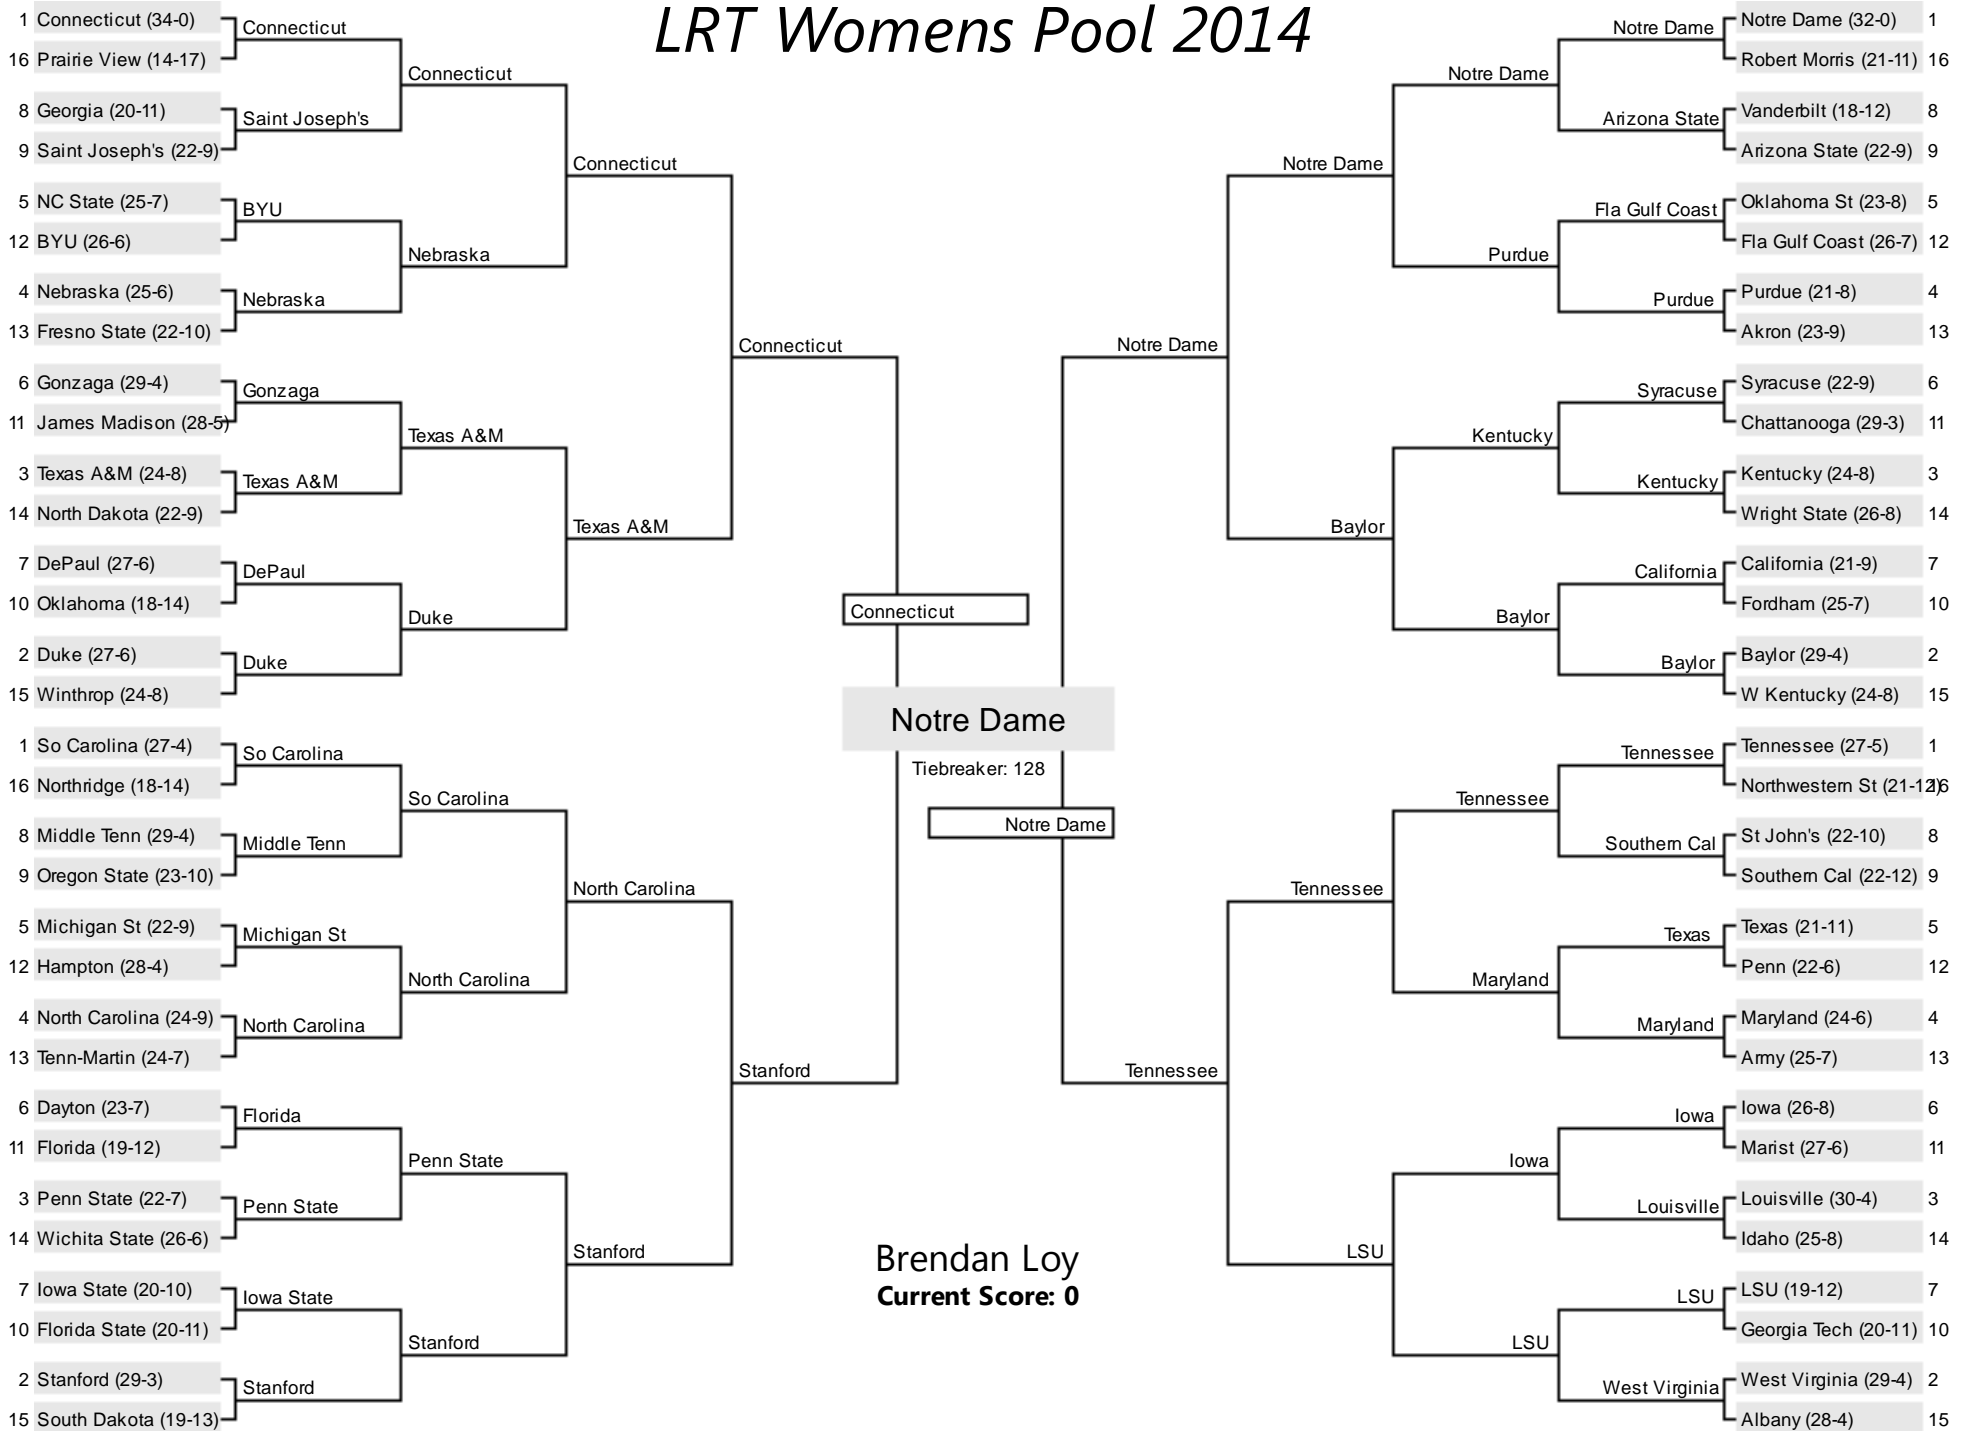 LRT Womens Pool 2014
1 Connecticut (34-0)
16 Prairie View (14-17)
8 Georgia (20-11)
9 Saint Joseph's (22-9)
5 NC State (25-7)
12 BYU (26-6)
4 Nebraska (25-6)
13 Fresno State (22-10)
6 Gonzaga (29-4)
11 James Madison (28-5)
3 Texas A&M (24-8)
14 North Dakota (22-9)
7 DePaul (27-6)
10 Oklahoma (18-14)
2 Duke (27-6)
15 Winthrop (24-8)
1 So Carolina (27-4)
16 Northridge (18-14)
8 Middle Tenn (29-4)
9 Oregon State (23-10)
5 Michigan St (22-9)
12 Hampton (28-4)
4 North Carolina (24-9)
13 Tenn-Martin (24-7)
6 Dayton (23-7)
11 Florida (19-12)
3 Penn State (22-7)
14 Wichita State (26-6)
7 Iowa State (20-10)
10 Florida State (20-11)
2 Stanford (29-3)
15 South Dakota (19-13)
Connecticut
Saint Joseph's
BYU
Nebraska
Gonzaga
Texas A&M
DePaul
Duke
So Carolina
Middle Tenn
Michigan St
North Carolina
Florida
Penn State
Iowa State
Stanford
Connecticut
Nebraska
Texas A&M
Duke
So Carolina
North Carolina
Penn State
Stanford
Connecticut
Texas A&M
North Carolina
Stanford
Connecticut
Stanford
Connecticut
Notre Dame
Tiebreaker: 128
Notre Dame
Brendan Loy
Current Score: 0
Notre Dame
Tennessee
Notre Dame
Baylor
Tennessee
LSU
Notre Dame
Purdue
Kentucky
Baylor
Tennessee
Maryland
Iowa
LSU
Notre Dame
Arizona State
Fla Gulf Coast
Purdue
Syracuse
Kentucky
California
Baylor
Tennessee
Southern Cal
Texas
Maryland
Iowa
Louisville
LSU
West Virginia
Notre Dame (32-0) 1
Robert Morris (21-11) 16
Vanderbilt (18-12) 8
Arizona State (22-9) 9
Oklahoma St (23-8) 5
Fla Gulf Coast (26-7) 12
Purdue (21-8) 4
Akron (23-9) 13
Syracuse (22-9) 6
Chattanooga (29-3) 11
Kentucky (24-8) 3
Wright State (26-8) 14
California (21-9) 7
Fordham (25-7) 10
Baylor (29-4) 2
W Kentucky (24-8) 15
Tennessee (27-5) 1
Northwestern St (21-12) 16
St John's (22-10) 8
Southern Cal (22-12) 9
Texas (21-11) 5
Penn (22-6) 12
Maryland (24-6) 4
Army (25-7) 13
Iowa (26-8) 6
Marist (27-6) 11
Louisville (30-4) 3
Idaho (25-8) 14
LSU (19-12) 7
Georgia Tech (20-11) 10
West Virginia (29-4) 2
Albany (28-4) 15